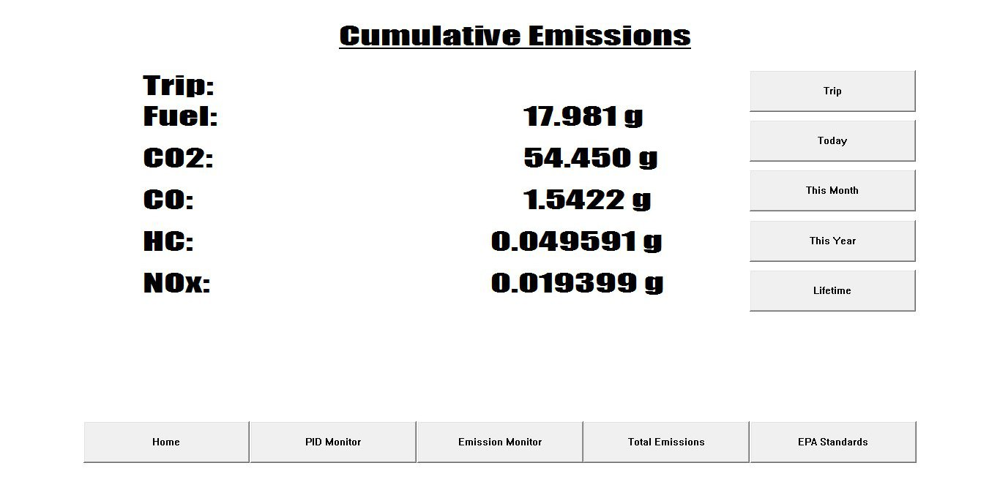 Cumulative Emissions
Trip:
Fuel: 17.981 g
CO2: 54.450 g
CO: 1.5422 g
HC: 0.049591 g
NOx: 0.019399 g
Trip
Today
This Month
This Year
Lifetime
Home PID Monitor Emission Monitor Total Emissions EPA Standards